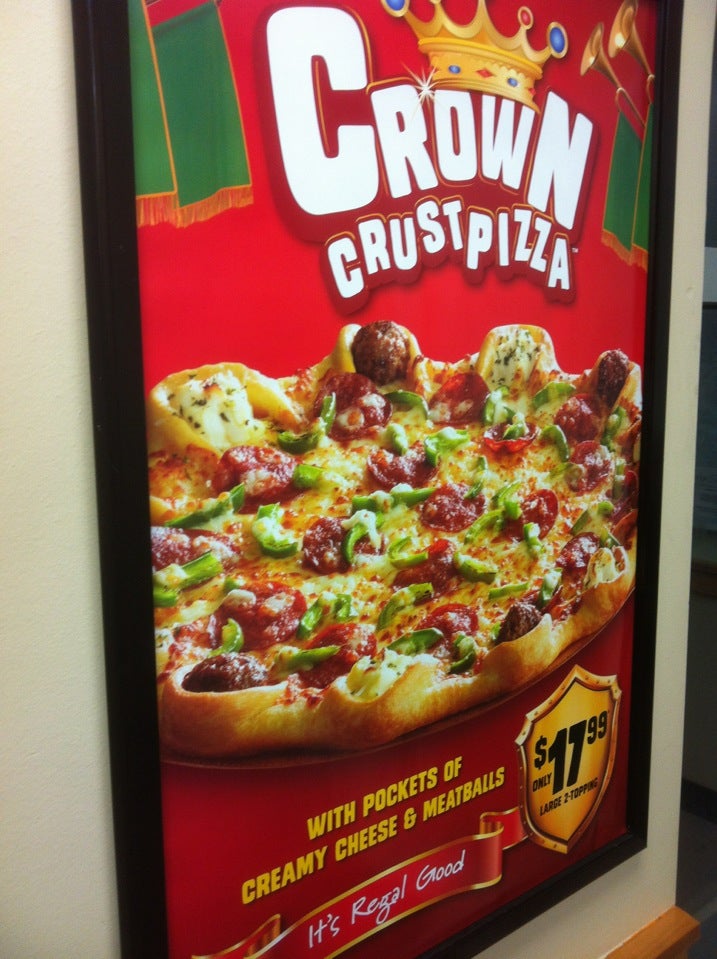 CROWN
CRUST PIZZA™
WITH POCKETS OF
CREAMY CHEESE & MEATBALLS
It's Regal Good
ONLY $17.99
LARGE 2-TOPPING